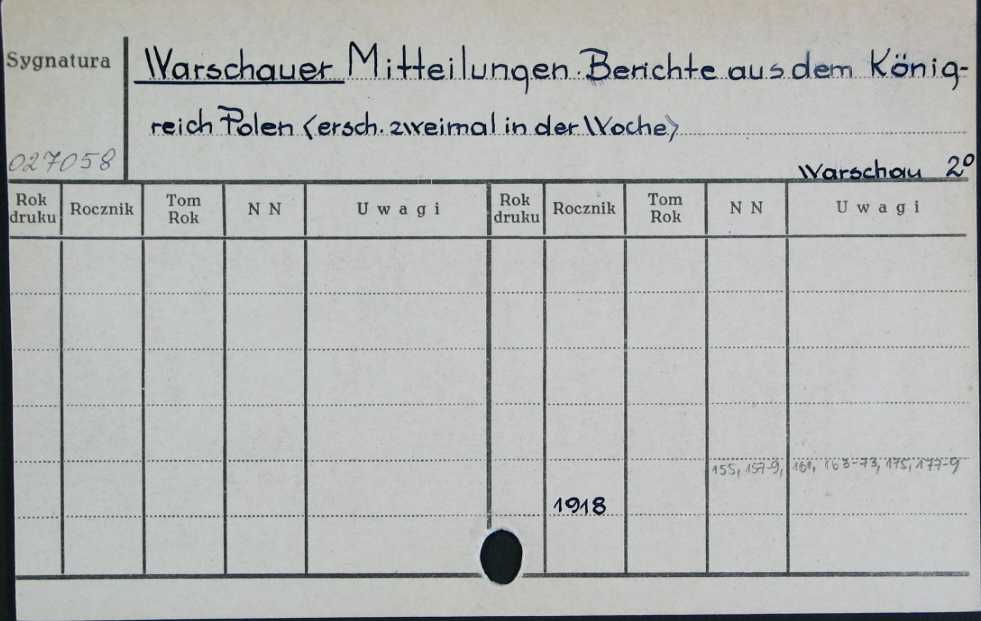 Sygnatura
Warschauer Mitteilungen. Berichte aus dem König-
reich Polen <ersch. zweimal in der Woche>
027058
Warschau 2°
Rok druku Rocznik Tom Rok N N U w a g i Rok druku Rocznik Tom Rok N N U w a g i
155, 157-9, 161, 163-73, 175, 177-9
1918